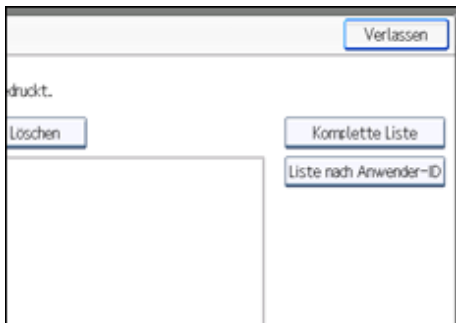 Verlassen
druckt.
Löschen
Komplette Liste
Liste nach Anwender-ID